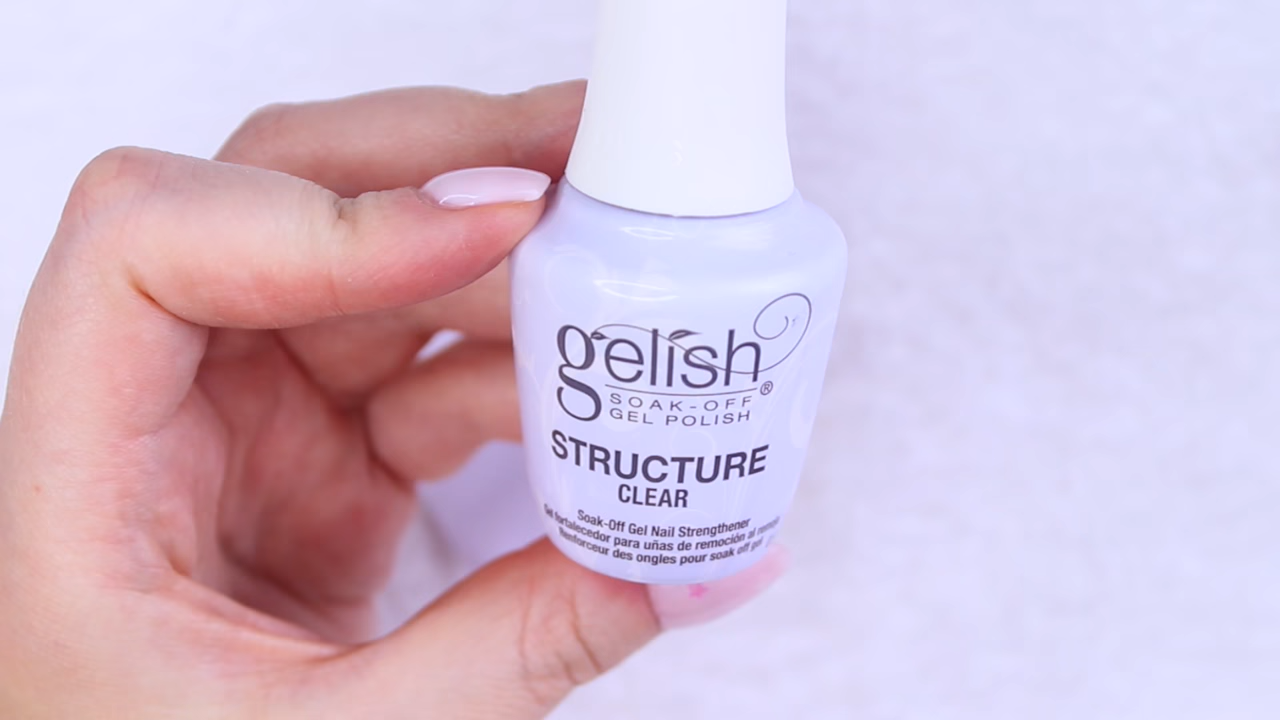 gelish®
SOAK-OFF
GEL POLISH
STRUCTURE
CLEAR
Soak-Off Gel Nail Strengthener
Gel fortalecedor para uñas de remoción al remojo
Renforceur des ongles pour soak off gel